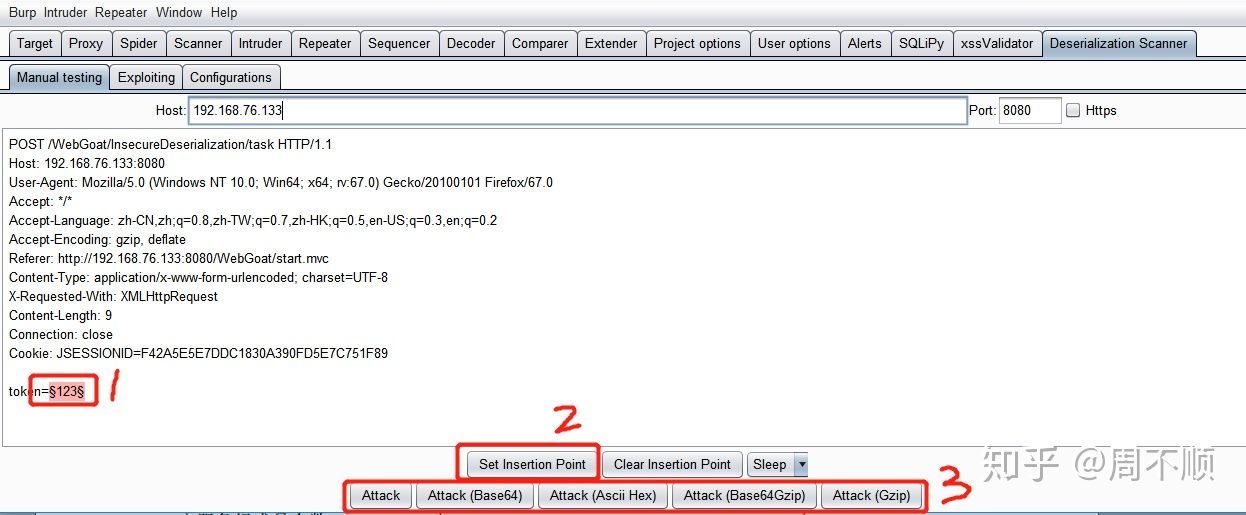 Burp Intruder Repeater Window Help
Target Proxy Spider Scanner Intruder Repeater Sequencer Decoder Comparer Extender Project options User options Alerts SQLiPy xssValidator Deserialization Scanner
Manual testing Exploiting Configurations
Host: 192.168.76.133 Port: 8080 Https
POST /WebGoat/InsecureDeserialization/task HTTP/1.1
Host: 192.168.76.133:8080
User-Agent: Mozilla/5.0 (Windows NT 10.0; Win64; x64; rv:67.0) Gecko/20100101 Firefox/67.0
Accept: */*
Accept-Language: zh-CN,zh;q=0.8,zh-TW;q=0.7,zh-HK;q=0.5,en-US;q=0.3,en;q=0.2
Accept-Encoding: gzip, deflate
Referer: http://192.168.76.133:8080/WebGoat/start.mvc
Content-Type: application/x-www-form-urlencoded; charset=UTF-8
X-Requested-With: XMLHttpRequest
Content-Length: 9
Connection: close
Cookie: JSESSIONID=F42A5E5E7DDC1830A390FD5E7C751F89
token=§123§ 1
2
Set Insertion Point Clear Insertion Point Sleep
知乎 @周不顺
3
Attack Attack (Base64) Attack (Ascii Hex) Attack (Base64Gzip) Attack (Gzip)